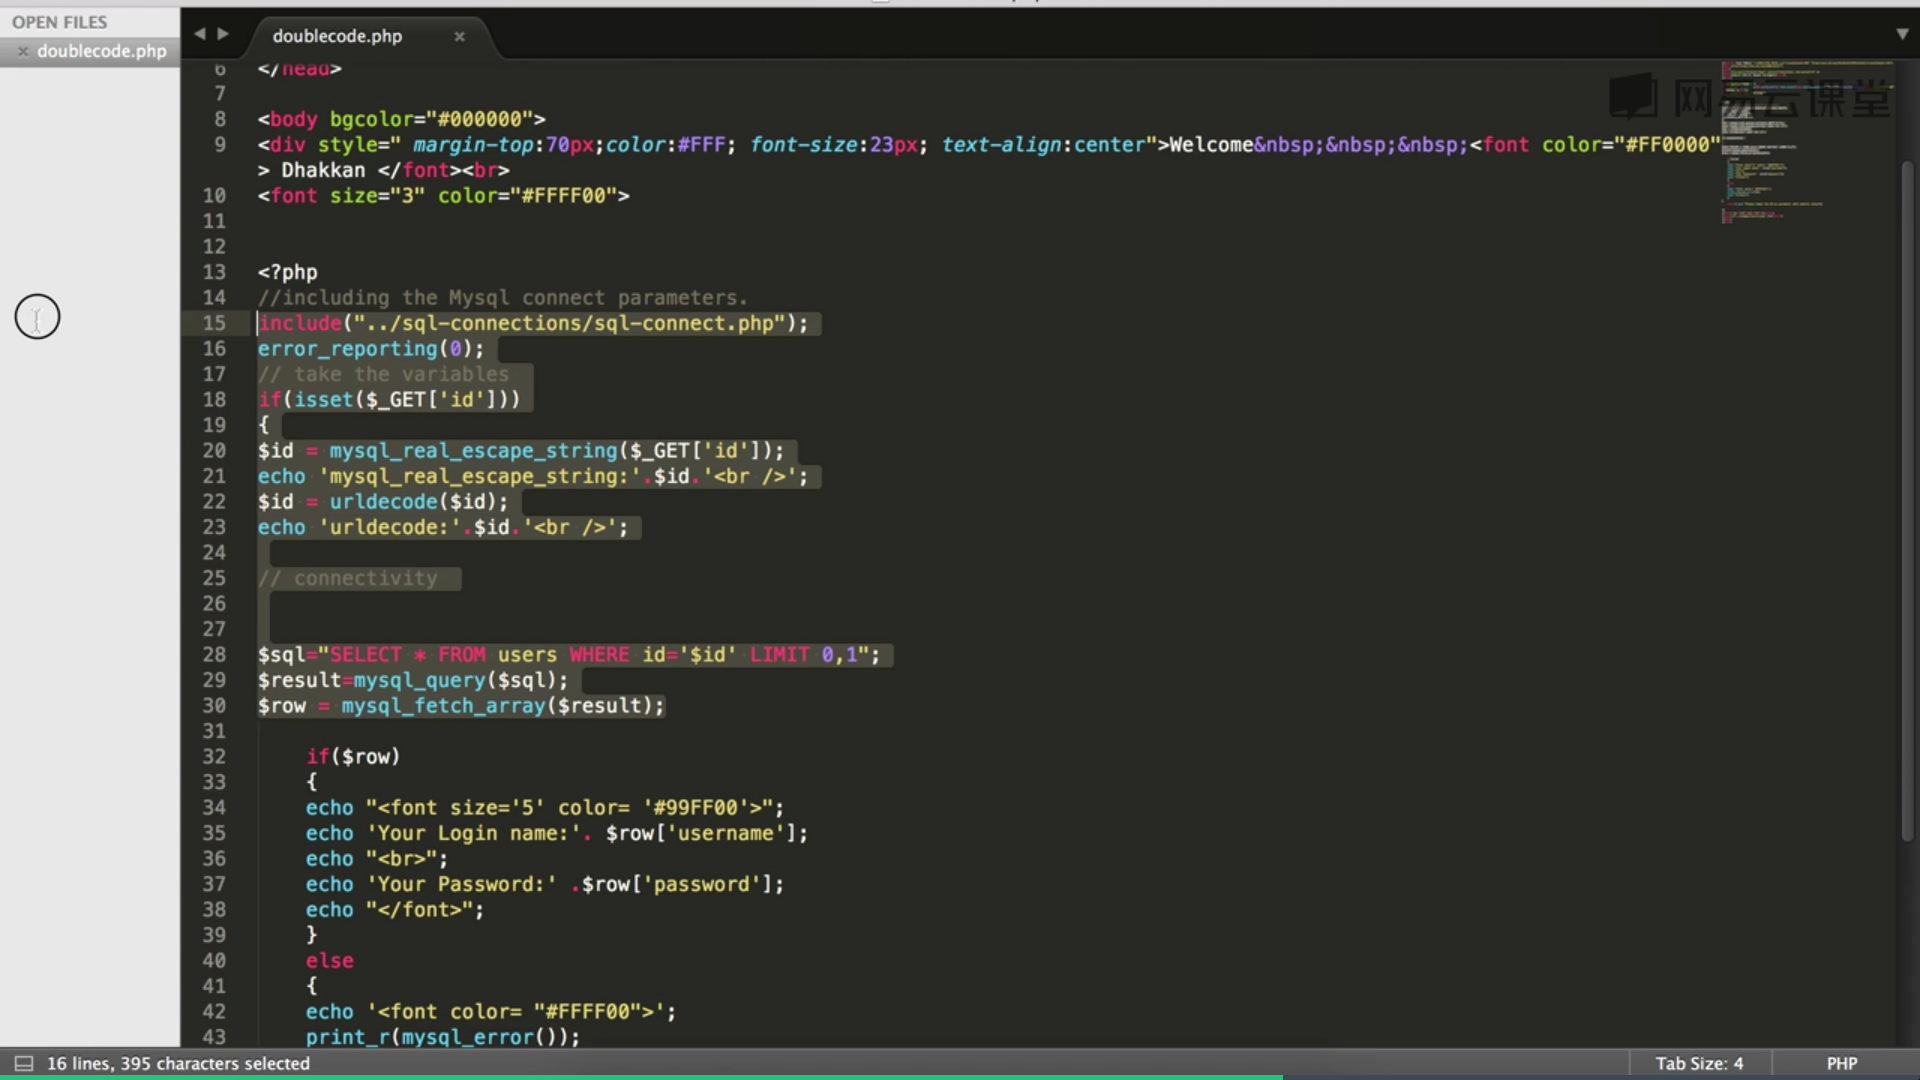 OPEN FILES
× doublecode.php
doublecode.php ×
网易云课堂
6 </head>
7
8 <body bgcolor="#000000">
9 <div style=" margin-top:70px;color:#FFF; font-size:23px; text-align:center">Welcome&nbsp;&nbsp;&nbsp;<font color="#FF0000"
> Dhakkan </font><br>
10 <font size="3" color="#FFFF00">
11
12
13 <?php
14 //including the Mysql connect parameters.
15 include("../sql-connections/sql-connect.php");
16 error_reporting(0);
17 // take the variables
18 if(isset($_GET['id']))
19 {
20 $id = mysql_real_escape_string($_GET['id']);
21 echo 'mysql_real_escape_string:'.$id.'<br />';
22 $id = urldecode($id);
23 echo 'urldecode:'.$id.'<br />';
24
25 // connectivity
26
27
28 $sql="SELECT * FROM users WHERE id='$id' LIMIT 0,1";
29 $result=mysql_query($sql);
30 $row = mysql_fetch_array($result);
31
32 if($row)
33 {
34 echo "<font size='5' color= '#99FF00'>";
35 echo 'Your Login name:'. $row['username'];
36 echo "<br>";
37 echo 'Your Password:' .$row['password'];
38 echo "</font>";
39 }
40 else
41 {
42 echo '<font color= "#FFFF00">';
43 print_r(mysql_error());
16 lines, 395 characters selected
Tab Size: 4
PHP